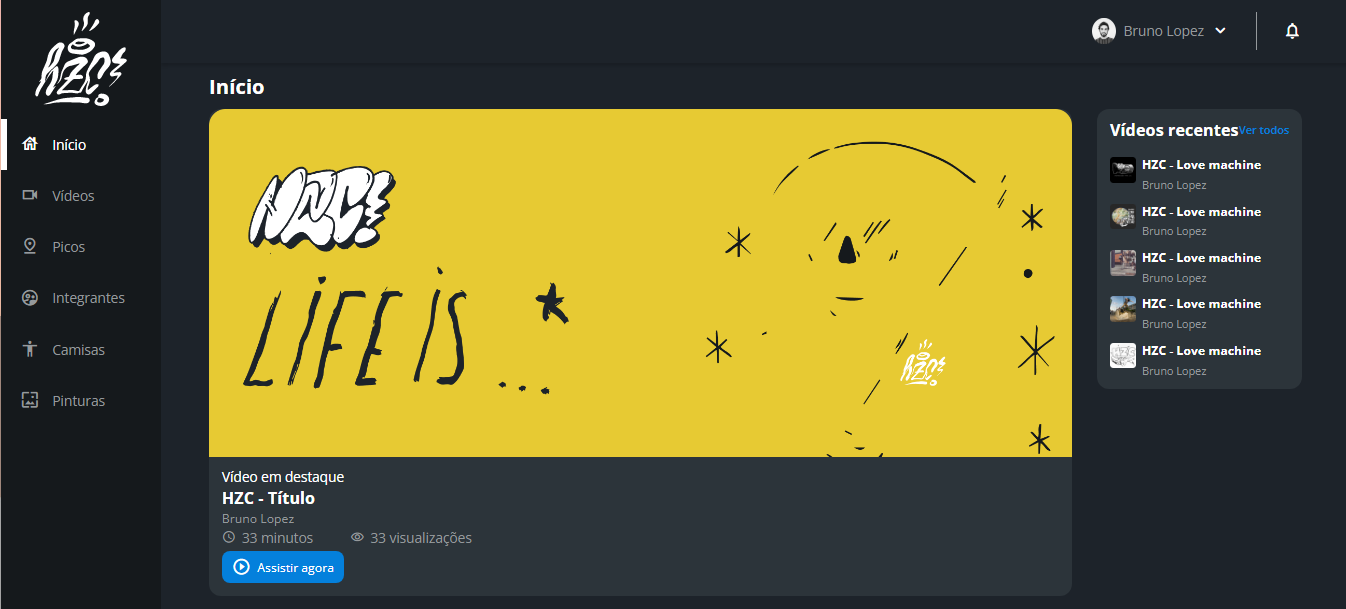 HZC!
Bruno Lopez
Início
Início
Vídeos
Picos
Integrantes
Camisas
Pinturas
HZC!
LIFE IS...
HZC!
Vídeo em destaque
HZC - Título
Bruno Lopez
33 minutos
33 visualizações
Assistir agora
Vídeos recentes
Ver todos
HZC - Love machine
Bruno Lopez
HZC - Love machine
Bruno Lopez
HZC - Love machine
Bruno Lopez
HZC - Love machine
Bruno Lopez
HZC - Love machine
Bruno Lopez